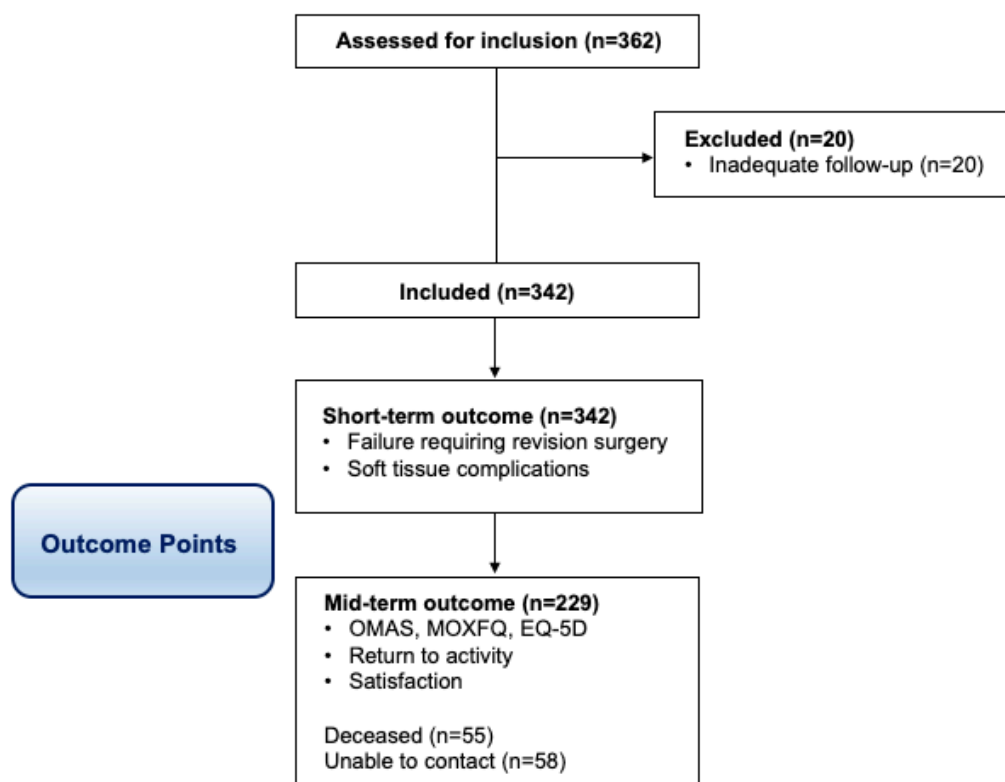 Assessed for inclusion (n=362)
Excluded (n=20)
• Inadequate follow-up (n=20)
Included (n=342)
Short-term outcome (n=342)
• Failure requiring revision surgery
• Soft tissue complications
Outcome Points
Mid-term outcome (n=229)
• OMAS, MOXFQ, EQ-5D
• Return to activity
• Satisfaction
Deceased (n=55)
Unable to contact (n=58)